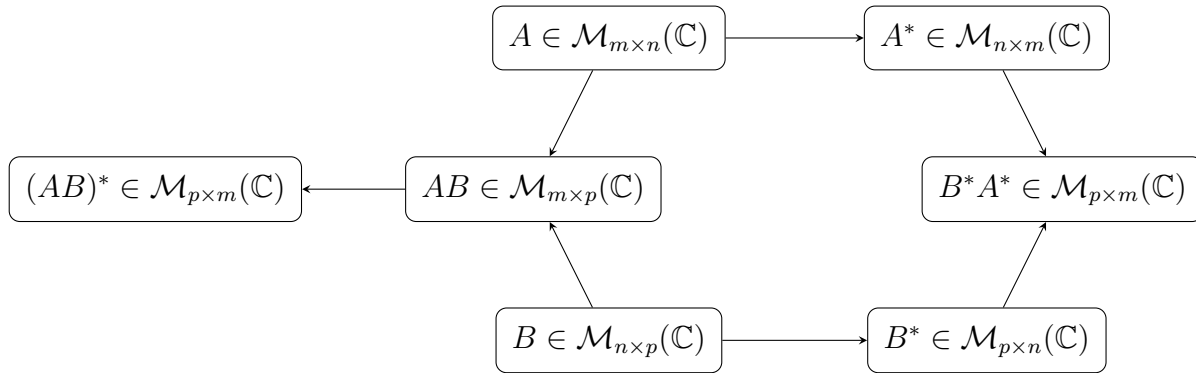 A ∈ ℳ_{m×n}(ℂ)
A* ∈ ℳ_{n×m}(ℂ)
(AB)* ∈ ℳ_{p×m}(ℂ)
AB ∈ ℳ_{m×p}(ℂ)
B*A* ∈ ℳ_{p×m}(ℂ)
B ∈ ℳ_{n×p}(ℂ)
B* ∈ ℳ_{p×n}(ℂ)